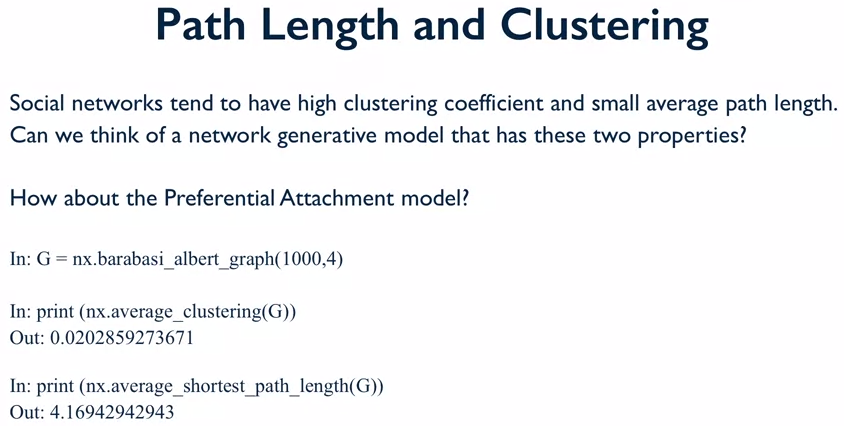 Path Length and Clustering
Social networks tend to have high clustering coefficient and small average path length.
Can we think of a network generative model that has these two properties?
How about the Preferential Attachment model?
In: G = nx.barabasi_albert_graph(1000,4)
In: print (nx.average_clustering(G))
Out: 0.0202859273671
In: print (nx.average_shortest_path_length(G))
Out: 4.16942942943